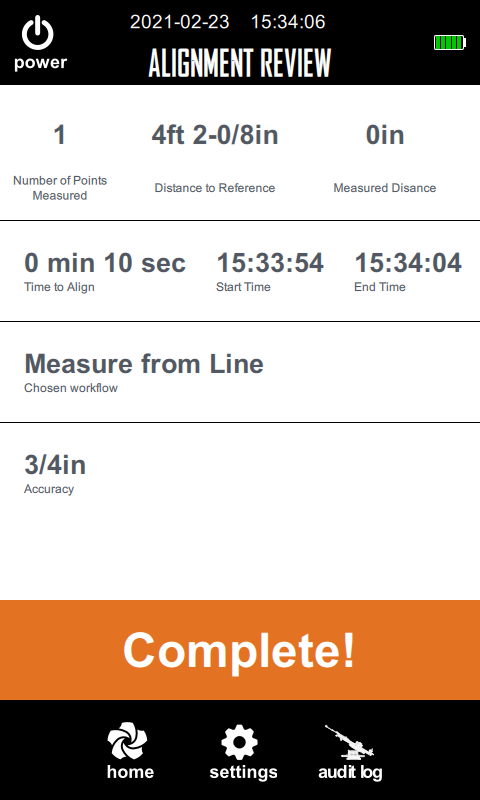 2021-02-23 15:34:06
power
ALIGNMENT REVIEW
1 4ft 2-0/8in 0in
Number of Points Measured Distance to Reference Measured Disance
0 min 10 sec 15:33:54 15:34:04
Time to Align Start Time End Time
Measure from Line
Chosen workflow
3/4in
Accuracy
Complete!
home settings audit log